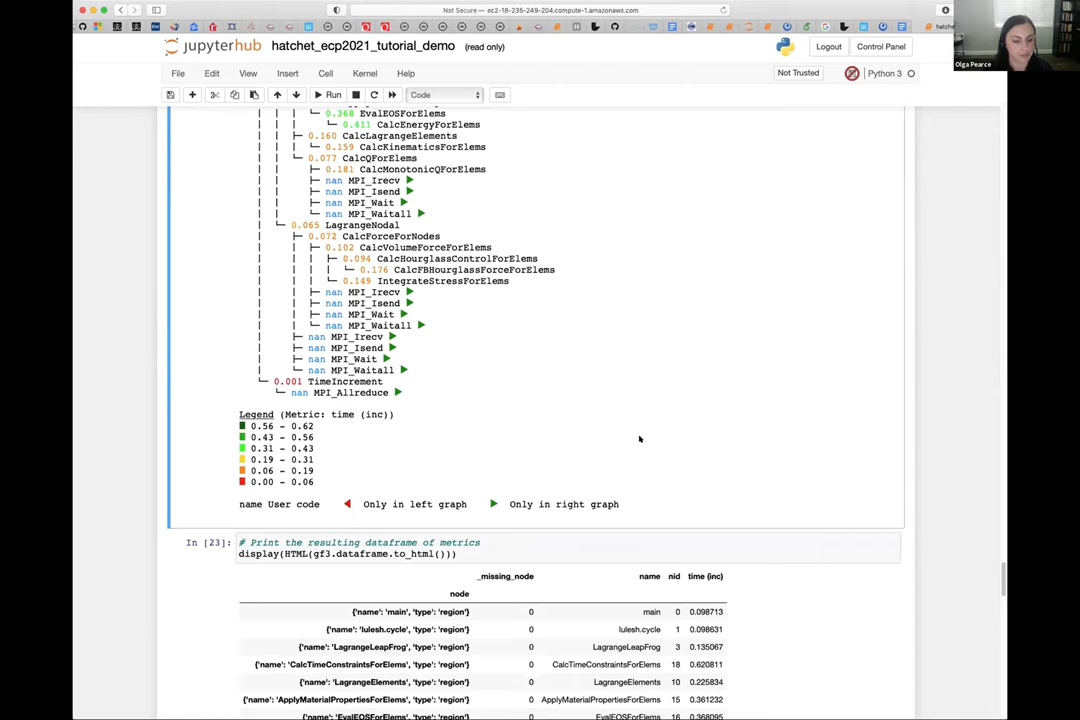 Not Secure — ec2-18-235-249-204.compute-1.amazonaws.com
hatche
jupyterhub hatchet_ecp2021_tutorial_demo (read only)
Logout Control Panel
Olga Pearce
File Edit View Insert Cell Kernel Help
Not Trusted Python 3
Run Code
0.368 EvalEOSForElems
0.411 CalcEnergyForElems
0.160 CalcLagrangeElements
0.159 CalcKinematicsForElems
0.077 CalcQForElems
0.181 CalcMonotonicQForElems
nan MPI_Irecv ▶
nan MPI_Isend ▶
nan MPI_Wait ▶
nan MPI_Waitall ▶
0.065 LagrangeNodal
0.072 CalcForceForNodes
0.102 CalcVolumeForceForElems
0.094 CalcHourglassControlForElems
0.176 CalcFBHourglassForceForElems
0.149 IntegrateStressForElems
nan MPI_Irecv ▶
nan MPI_Isend ▶
nan MPI_Wait ▶
nan MPI_Waitall ▶
nan MPI_Irecv ▶
nan MPI_Isend ▶
nan MPI_Wait ▶
nan MPI_Waitall ▶
0.001 TimeIncrement
nan MPI_Allreduce ▶
Legend (Metric: time (inc))
0.56 - 0.62
0.43 - 0.56
0.31 - 0.43
0.19 - 0.31
0.06 - 0.19
0.00 - 0.06
name User code ◀ Only in left graph ▶ Only in right graph
In [23]: # Print the resulting dataframe of metrics
display(HTML(gf3.dataframe.to_html()))
_missing_node name nid time (inc)
node
{'name': 'main', 'type': 'region'} 0 main 0 0.098713
{'name': 'lulesh.cycle', 'type': 'region'} 0 lulesh.cycle 1 0.098631
{'name': 'LagrangeLeapFrog', 'type': 'region'} 0 LagrangeLeapFrog 3 0.135067
{'name': 'CalcTimeConstraintsForElems', 'type': 'region'} 0 CalcTimeConstraintsForElems 18 0.620811
{'name': 'LagrangeElements', 'type': 'region'} 0 LagrangeElements 10 0.225834
{'name': 'ApplyMaterialPropertiesForElems', 'type': 'region'} 0 ApplyMaterialPropertiesForElems 15 0.361232
{'name': 'EvalEOSForElems', 'type': 'region'} 0 EvalEOSForElems 16 0.368095